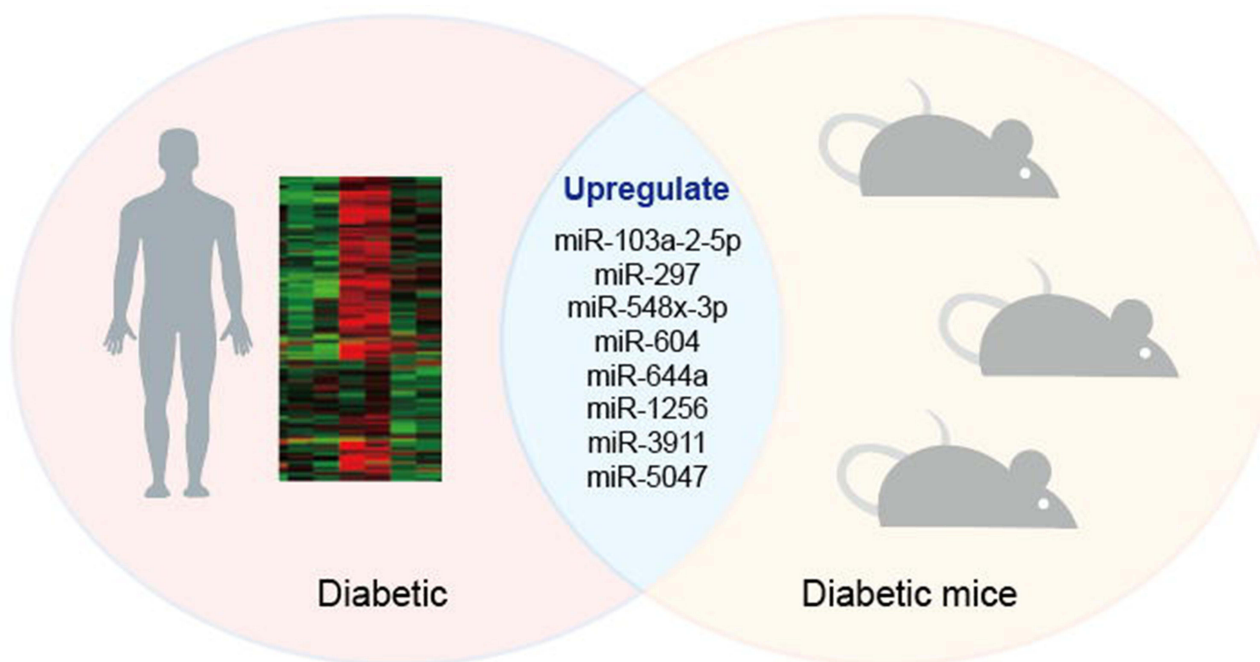 Upregulate
miR-103a-2-5p
miR-297
miR-548x-3p
miR-604
miR-644a
miR-1256
miR-3911
miR-5047
Diabetic
Diabetic mice